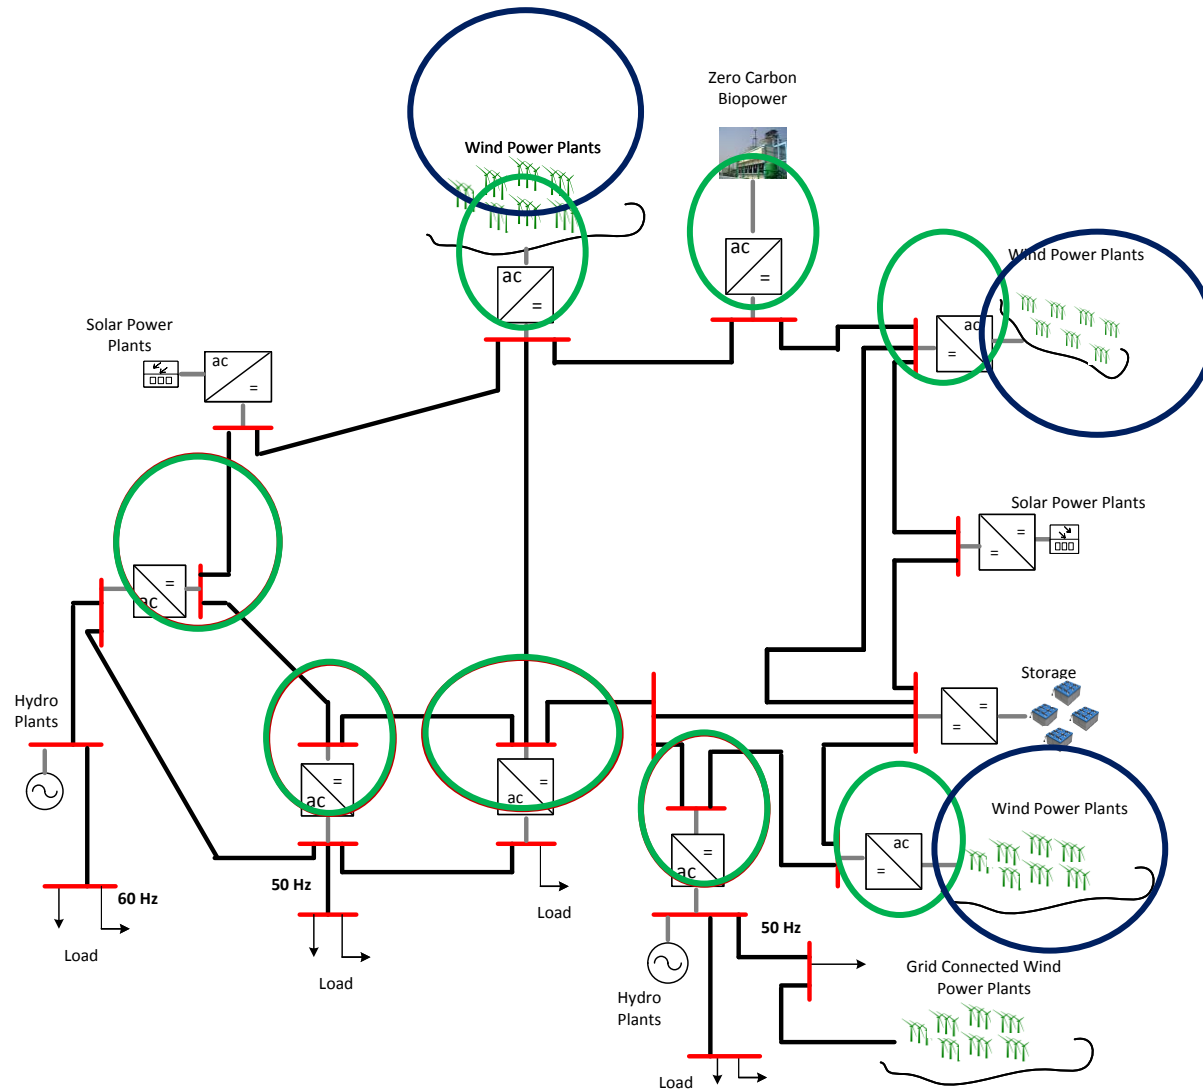 Zero Carbon
Biopower
Wind Power Plants
ac
=
ac
=
Wind Power Plants
ac
=
Solar Power
Plants
ac
=
Solar Power Plants
=
=
=
ac
Storage
=
=
Hydro
Plants
=
ac
=
ac
Wind Power Plants
ac
=
=
ac
60 Hz
50 Hz
Load
Load
Load
50 Hz
Hydro
Plants
Grid Connected Wind
Power Plants
Load